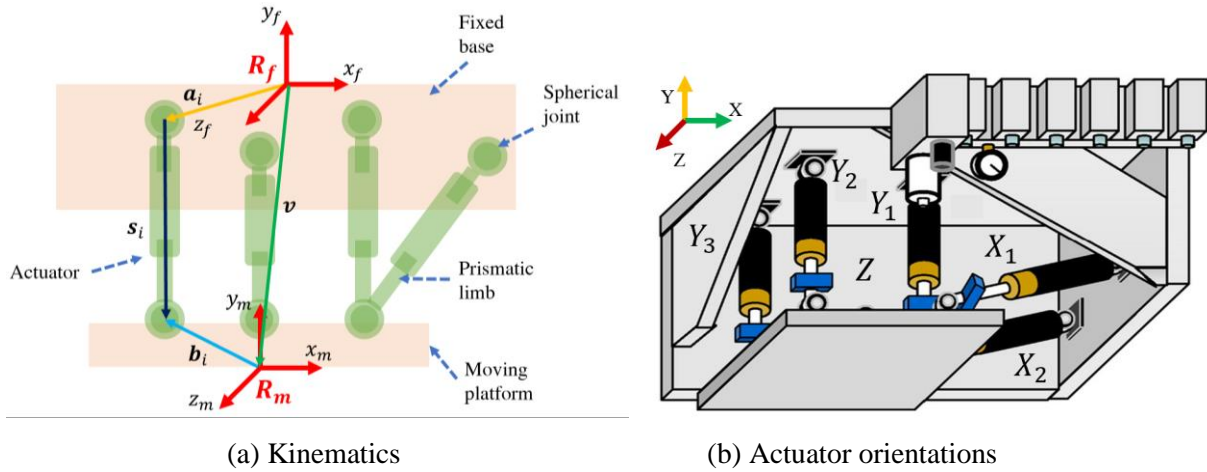 y_f
Fixed
base
R_f
x_f
a_i
z_f
Spherical
joint
v
s_i
Actuator
Prismatic
limb
y_m
x_m
b_i
Moving
platform
z_m
R_m
(a) Kinematics
Y
X
Z
Y_2
Y_1
Y_3
X_1
Z
X_2
(b) Actuator orientations